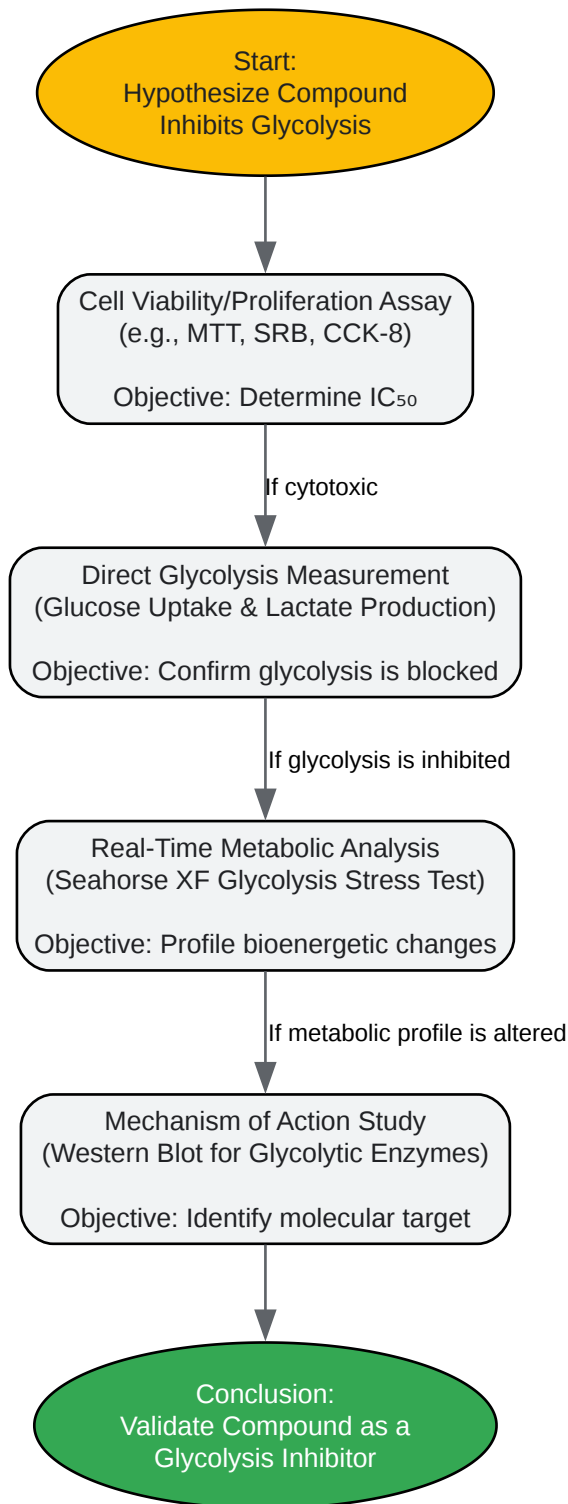 Start:
Hypothesize Compound
Inhibits Glycolysis
Cell Viability/Proliferation Assay
(e.g., MTT, SRB, CCK-8)
Objective: Determine IC₅₀
If cytotoxic
Direct Glycolysis Measurement
(Glucose Uptake & Lactate Production)
Objective: Confirm glycolysis is blocked
If glycolysis is inhibited
Real-Time Metabolic Analysis
(Seahorse XF Glycolysis Stress Test)
Objective: Profile bioenergetic changes
If metabolic profile is altered
Mechanism of Action Study
(Western Blot for Glycolytic Enzymes)
Objective: Identify molecular target
Conclusion:
Validate Compound as a
Glycolysis Inhibitor